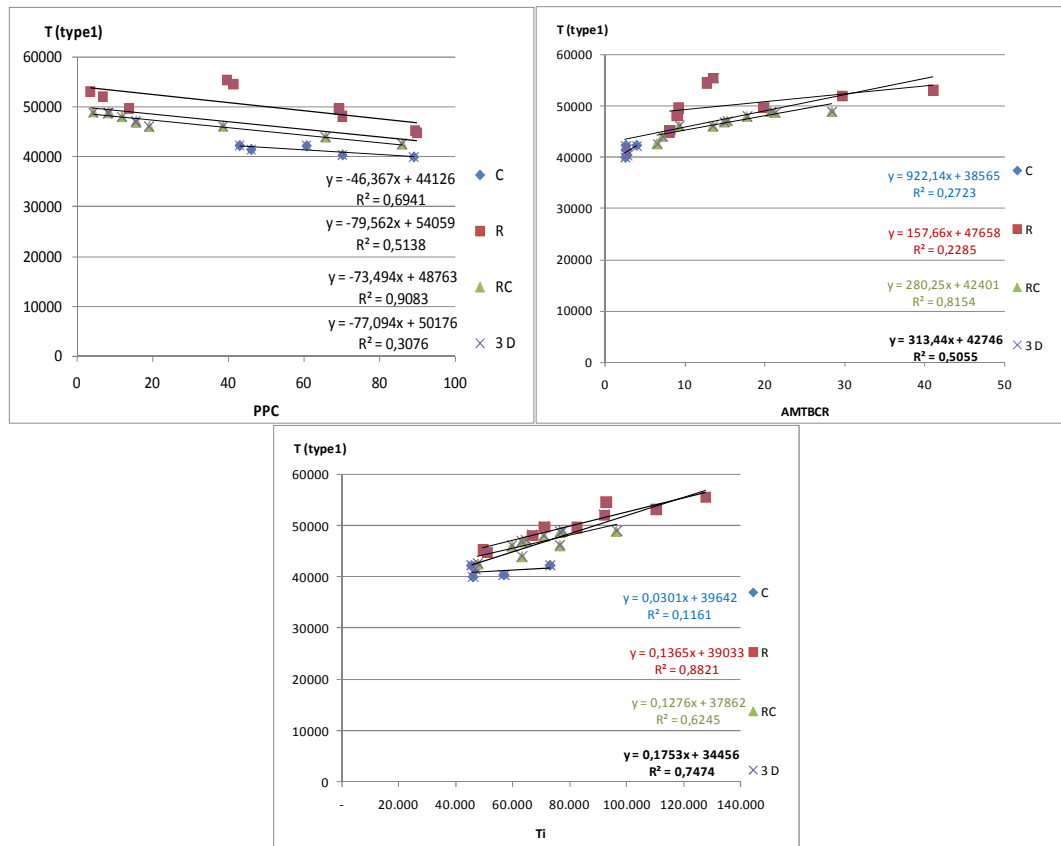 T (type1)
60000
50000
40000
30000
20000
10000
0
0 20 40 60 80 100
PPC
y = -46,367x + 44126
R² = 0,6941
y = -79,562x + 54059
R² = 0,5138
y = -73,494x + 48763
R² = 0,9083
y = -77,094x + 50176
R² = 0,3076
C
R
RC
3 D
T (type1)
60000
50000
40000
30000
20000
10000
0
0 10 20 30 40 50
AMTBCR
y = 922,14x + 38565
R² = 0,2723
y = 157,66x + 47658
R² = 0,2285
y = 280,25x + 42401
R² = 0,8154
y = 313,44x + 42746
R² = 0,5055
C
R
RC
3 D
T (type1)
60000
50000
40000
30000
20000
10000
0
- 20.000 40.000 60.000 80.000 100.000 120.000 140.000
Ti
y = 0,0301x + 39642
R² = 0,1161
y = 0,1365x + 39033
R² = 0,8821
y = 0,1276x + 37862
R² = 0,6245
y = 0,1753x + 34456
R² = 0,7474
C
R
RC
3 D